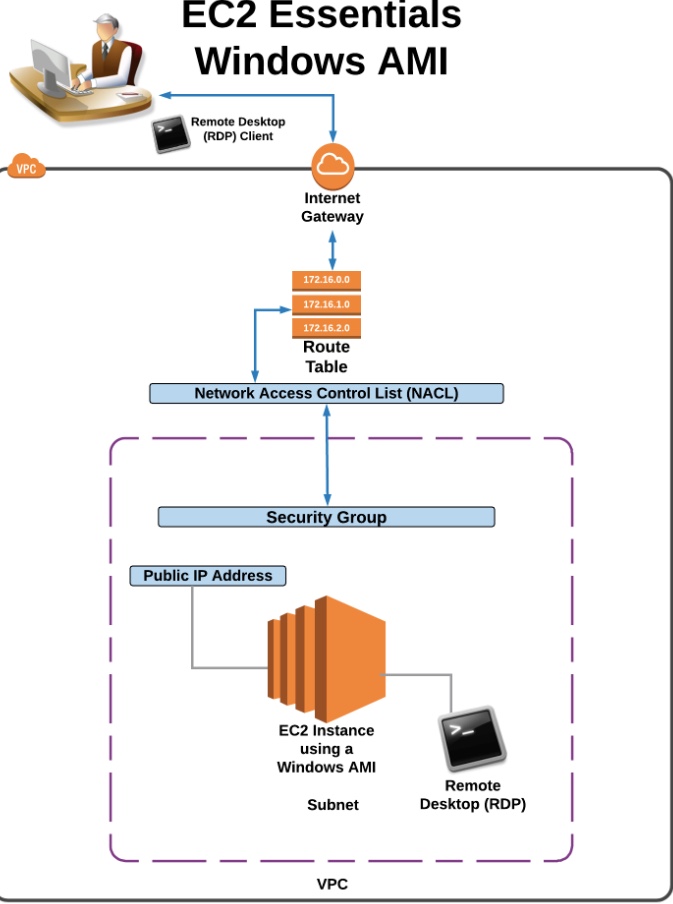 EC2 Essentials
Windows AMI
Remote Desktop
(RDP) Client
>_
VPC
Internet
Gateway
172.16.0.0
172.16.1.0
172.16.2.0
Route
Table
Network Access Control List (NACL)
Security Group
Public IP Address
EC2 Instance
using a
Windows AMI
>_
Remote
Desktop (RDP)
Subnet
VPC